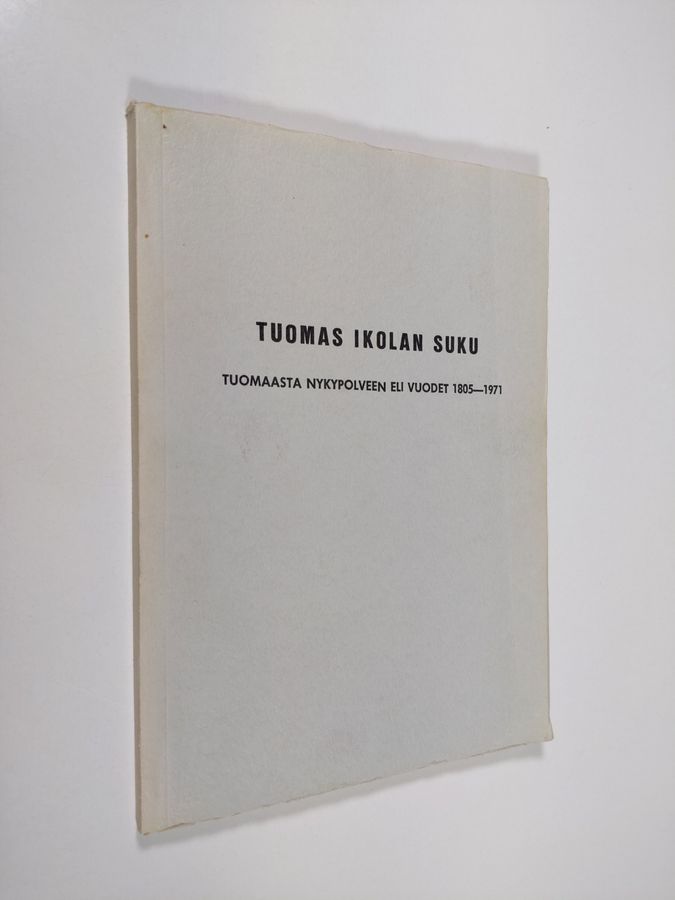 TUOMAS IKOLAN SUKU
TUOMAASTA NYKYPOLVEEN ELI VUODET 1805—1971